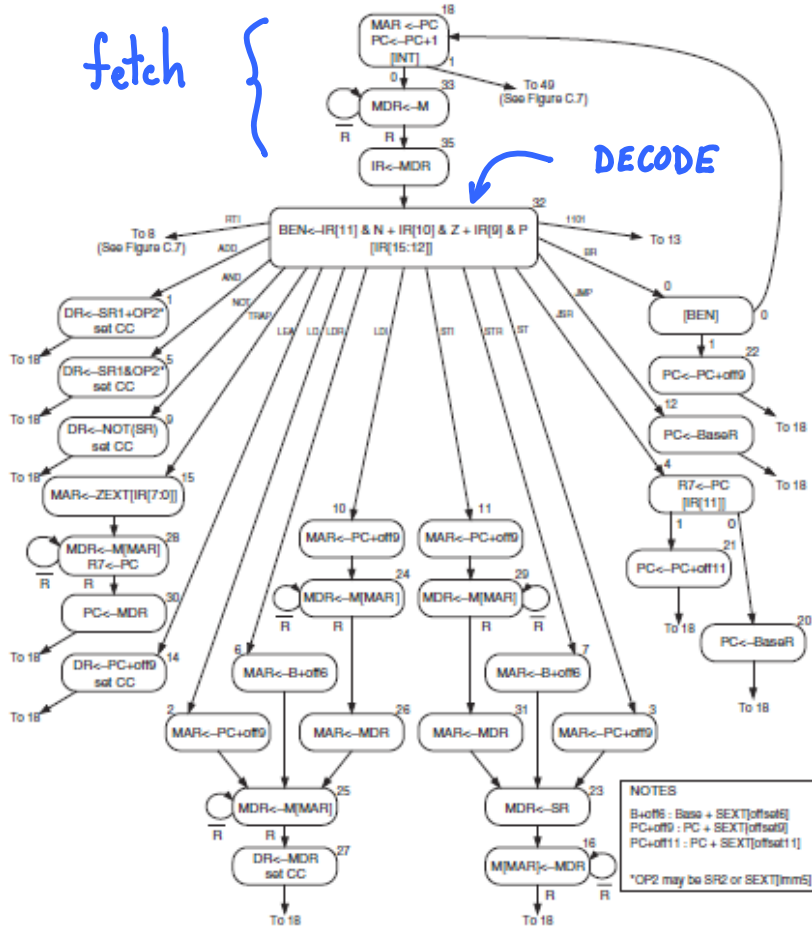 fetch
18
MAR <-PC
PC<-PC+1
[INT]
0
1
To 49
(See Figure C.7)
33
MDR<-M
R
R
35
IR<-MDR
DECODE
32
BEN<-IR[11] & N + IR[10] & Z + IR[9] & P
[IR[15:12]]
RTI
To 8
(See Figure C.7)
1101
To 13
ADD
AND
NOT
TRAP
LEA
LD
LDR
LDI
STI
STR
ST
JSR
JMP
BR
1
DR<-SR1+OP2*
set CC
To 18
5
DR<-SR1&OP2*
set CC
To 18
9
DR<-NOT(SR)
set CC
To 18
15
MAR<-ZEXT[IR[7:0]]
28
MDR<-M[MAR]
R7<-PC
R
R
30
PC<-MDR
To 18
14
DR<-PC+off9
set CC
To 18
0
[BEN]
0
1
22
PC<-PC+off9
To 18
12
PC<-BaseR
To 18
4
R7<-PC
[IR[11]]
1
0
21
PC<-PC+off11
To 18
20
PC<-BaseR
To 18
10
MAR<-PC+off9
11
MAR<-PC+off9
24
MDR<-M[MAR]
R
R
29
MDR<-M[MAR]
R
R
6
MAR<-B+off6
7
MAR<-B+off6
2
MAR<-PC+off9
26
MAR<-MDR
31
MAR<-MDR
3
MAR<-PC+off9
25
MDR<-M[MAR]
R
R
23
MDR<-SR
27
DR<-MDR
set CC
To 18
16
M[MAR]<-MDR
R
R
To 18
NOTES
B+off6 : Base + SEXT[offset6]
PC+off9 : PC + SEXT[offset9]
PC+off11 : PC + SEXT[offset11]
*OP2 may be SR2 or SEXT[imm5]